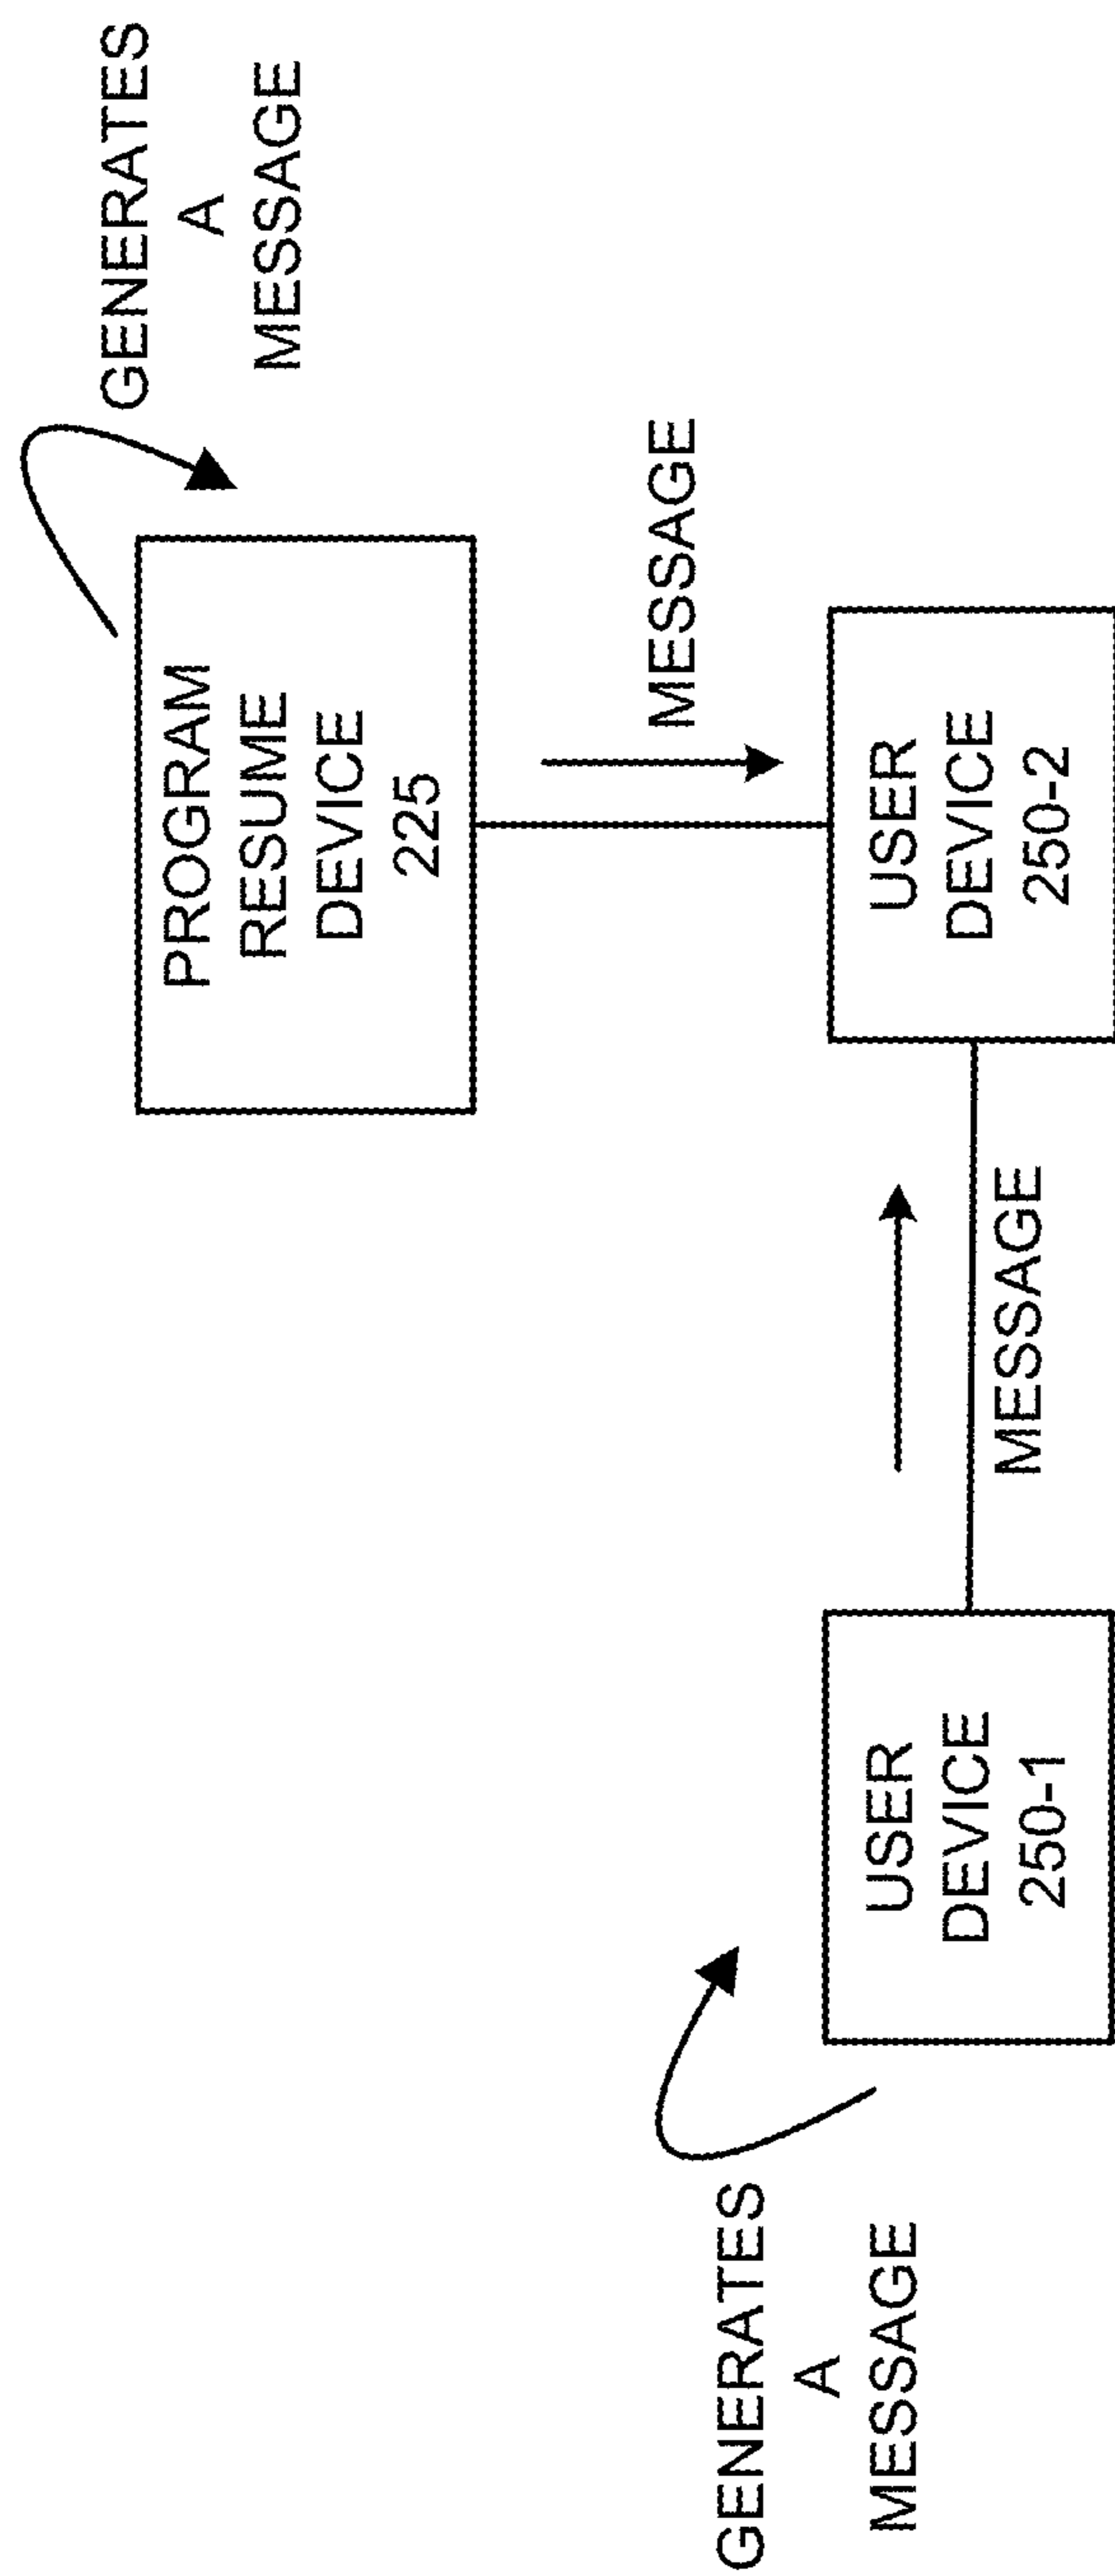 GENERATES
A
MESSAGE
PROGRAM
RESUME
DEVICE
225
MESSAGE
USER
DEVICE
250-2
MESSAGE
USER
DEVICE
250-1
GENERATES
A
MESSAGE